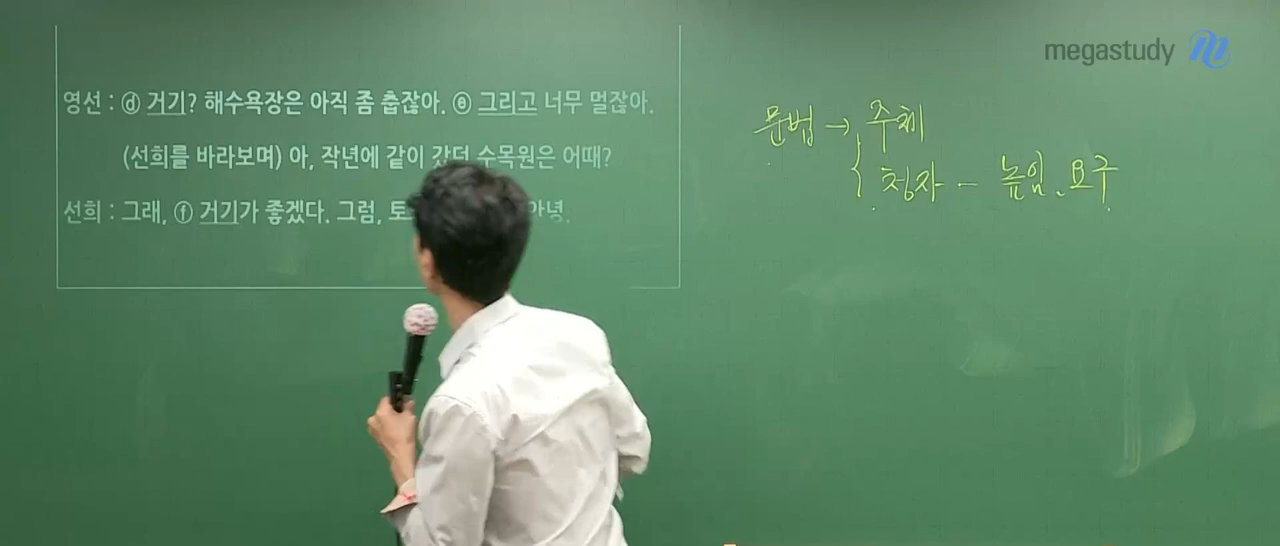 영선 : ⓓ 거기? 해수욕장은 아직 좀 춥잖아. ⓔ 그리고 너무 멀잖아.
(선희를 바라보며) 아, 작년에 같이 갔던 수목원은 어때?
선희 : 그래, ⓕ 거기가 좋겠다. 그럼, 안녕.
megastudy
문법 → 주체
청자 - 높임、요구